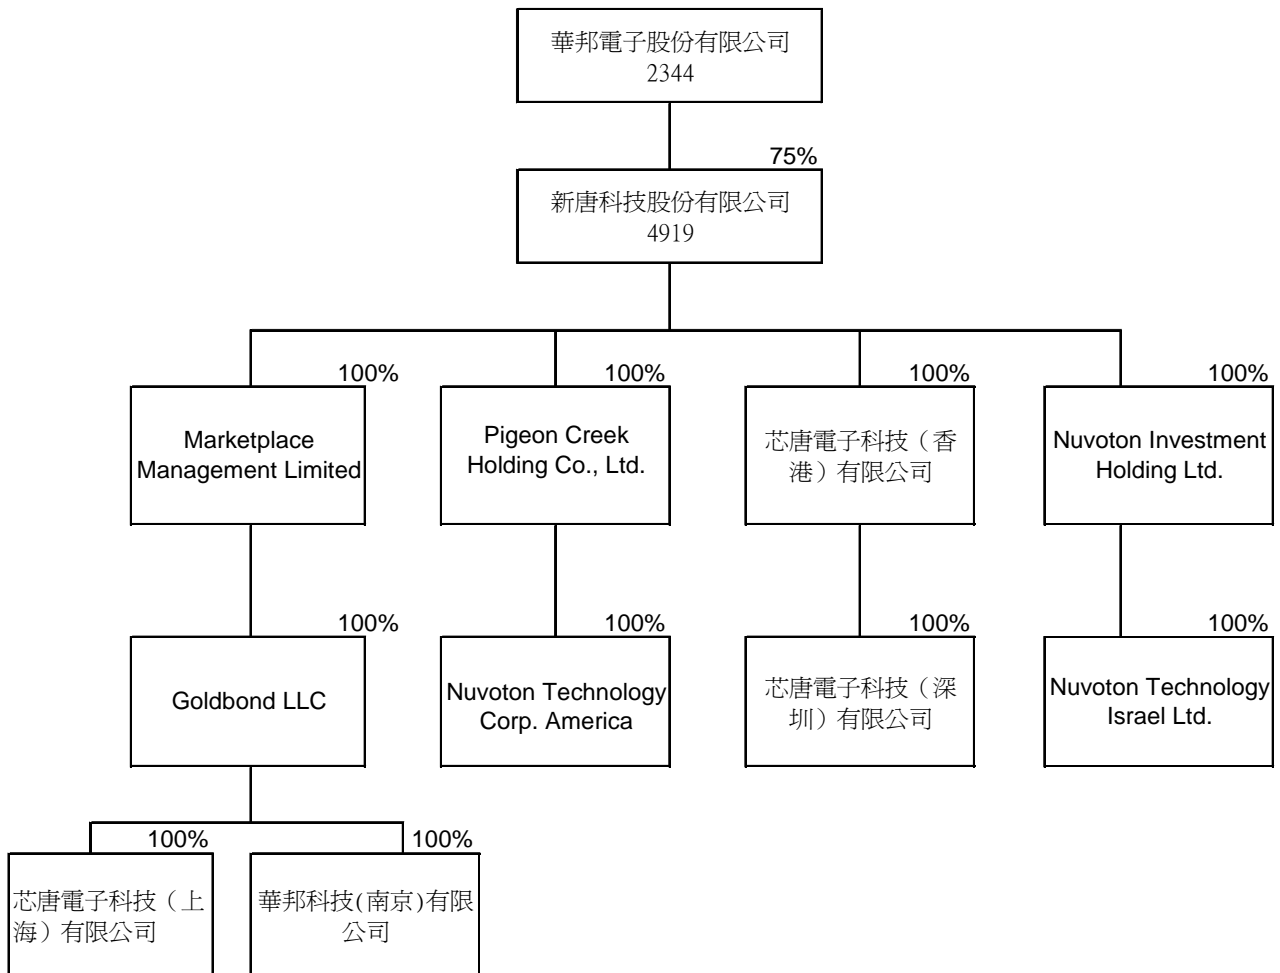 華邦電子股份有限公司
2344
75%
新唐科技股份有限公司
4919
100%
100%
100%
100%
Marketplace
Management Limited
Pigeon Creek
Holding Co., Ltd.
芯唐電子科技（香
港）有限公司
Nuvoton Investment
Holding Ltd.
100%
100%
100%
100%
Goldbond LLC
Nuvoton Technology
Corp. America
芯唐電子科技（深
圳）有限公司
Nuvoton Technology
Israel Ltd.
100%
100%
芯唐電子科技（上
海）有限公司
華邦科技(南京)有限
公司